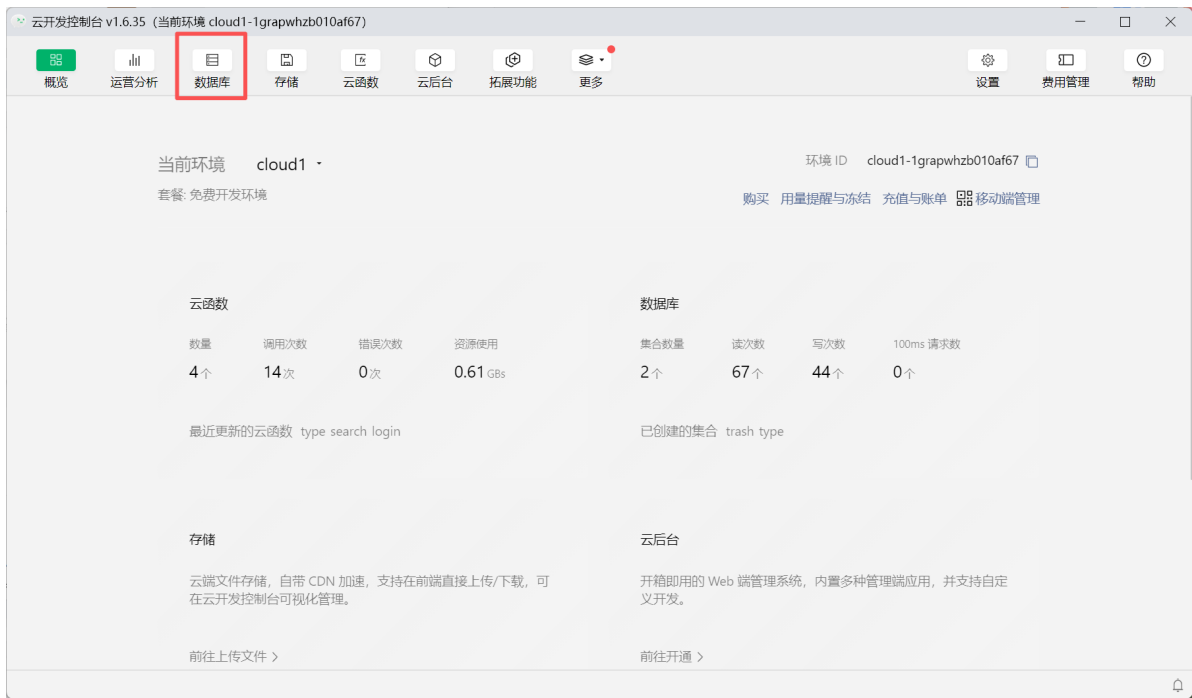 云开发控制台 v1.6.35 (当前环境 cloud1-1grapwhzb010af67)
概览 运营分析 数据库 存储 云函数 云后台 拓展功能 更多 设置 费用管理 帮助
当前环境 cloud1 环境 ID cloud1-1grapwhzb010af67
套餐: 免费开发环境 购买 用量提醒与冻结 充值与账单 移动端管理
云函数 数据库
数量 调用次数 错误次数 资源使用 集合数量 读次数 写次数 100ms 请求数
4个 14次 0次 0.61 GBs 2个 67个 44个 0个
最近更新的云函数 type search login 已创建的集合 trash type
存储 云后台
云端文件存储，自带 CDN 加速，支持在前端直接上传/下载，可 开箱即用的 Web 端管理系统，内置多种管理端应用，并支持自定
在云开发控制台可视化管理。 义开发。
前往上传文件 > 前往开通 >